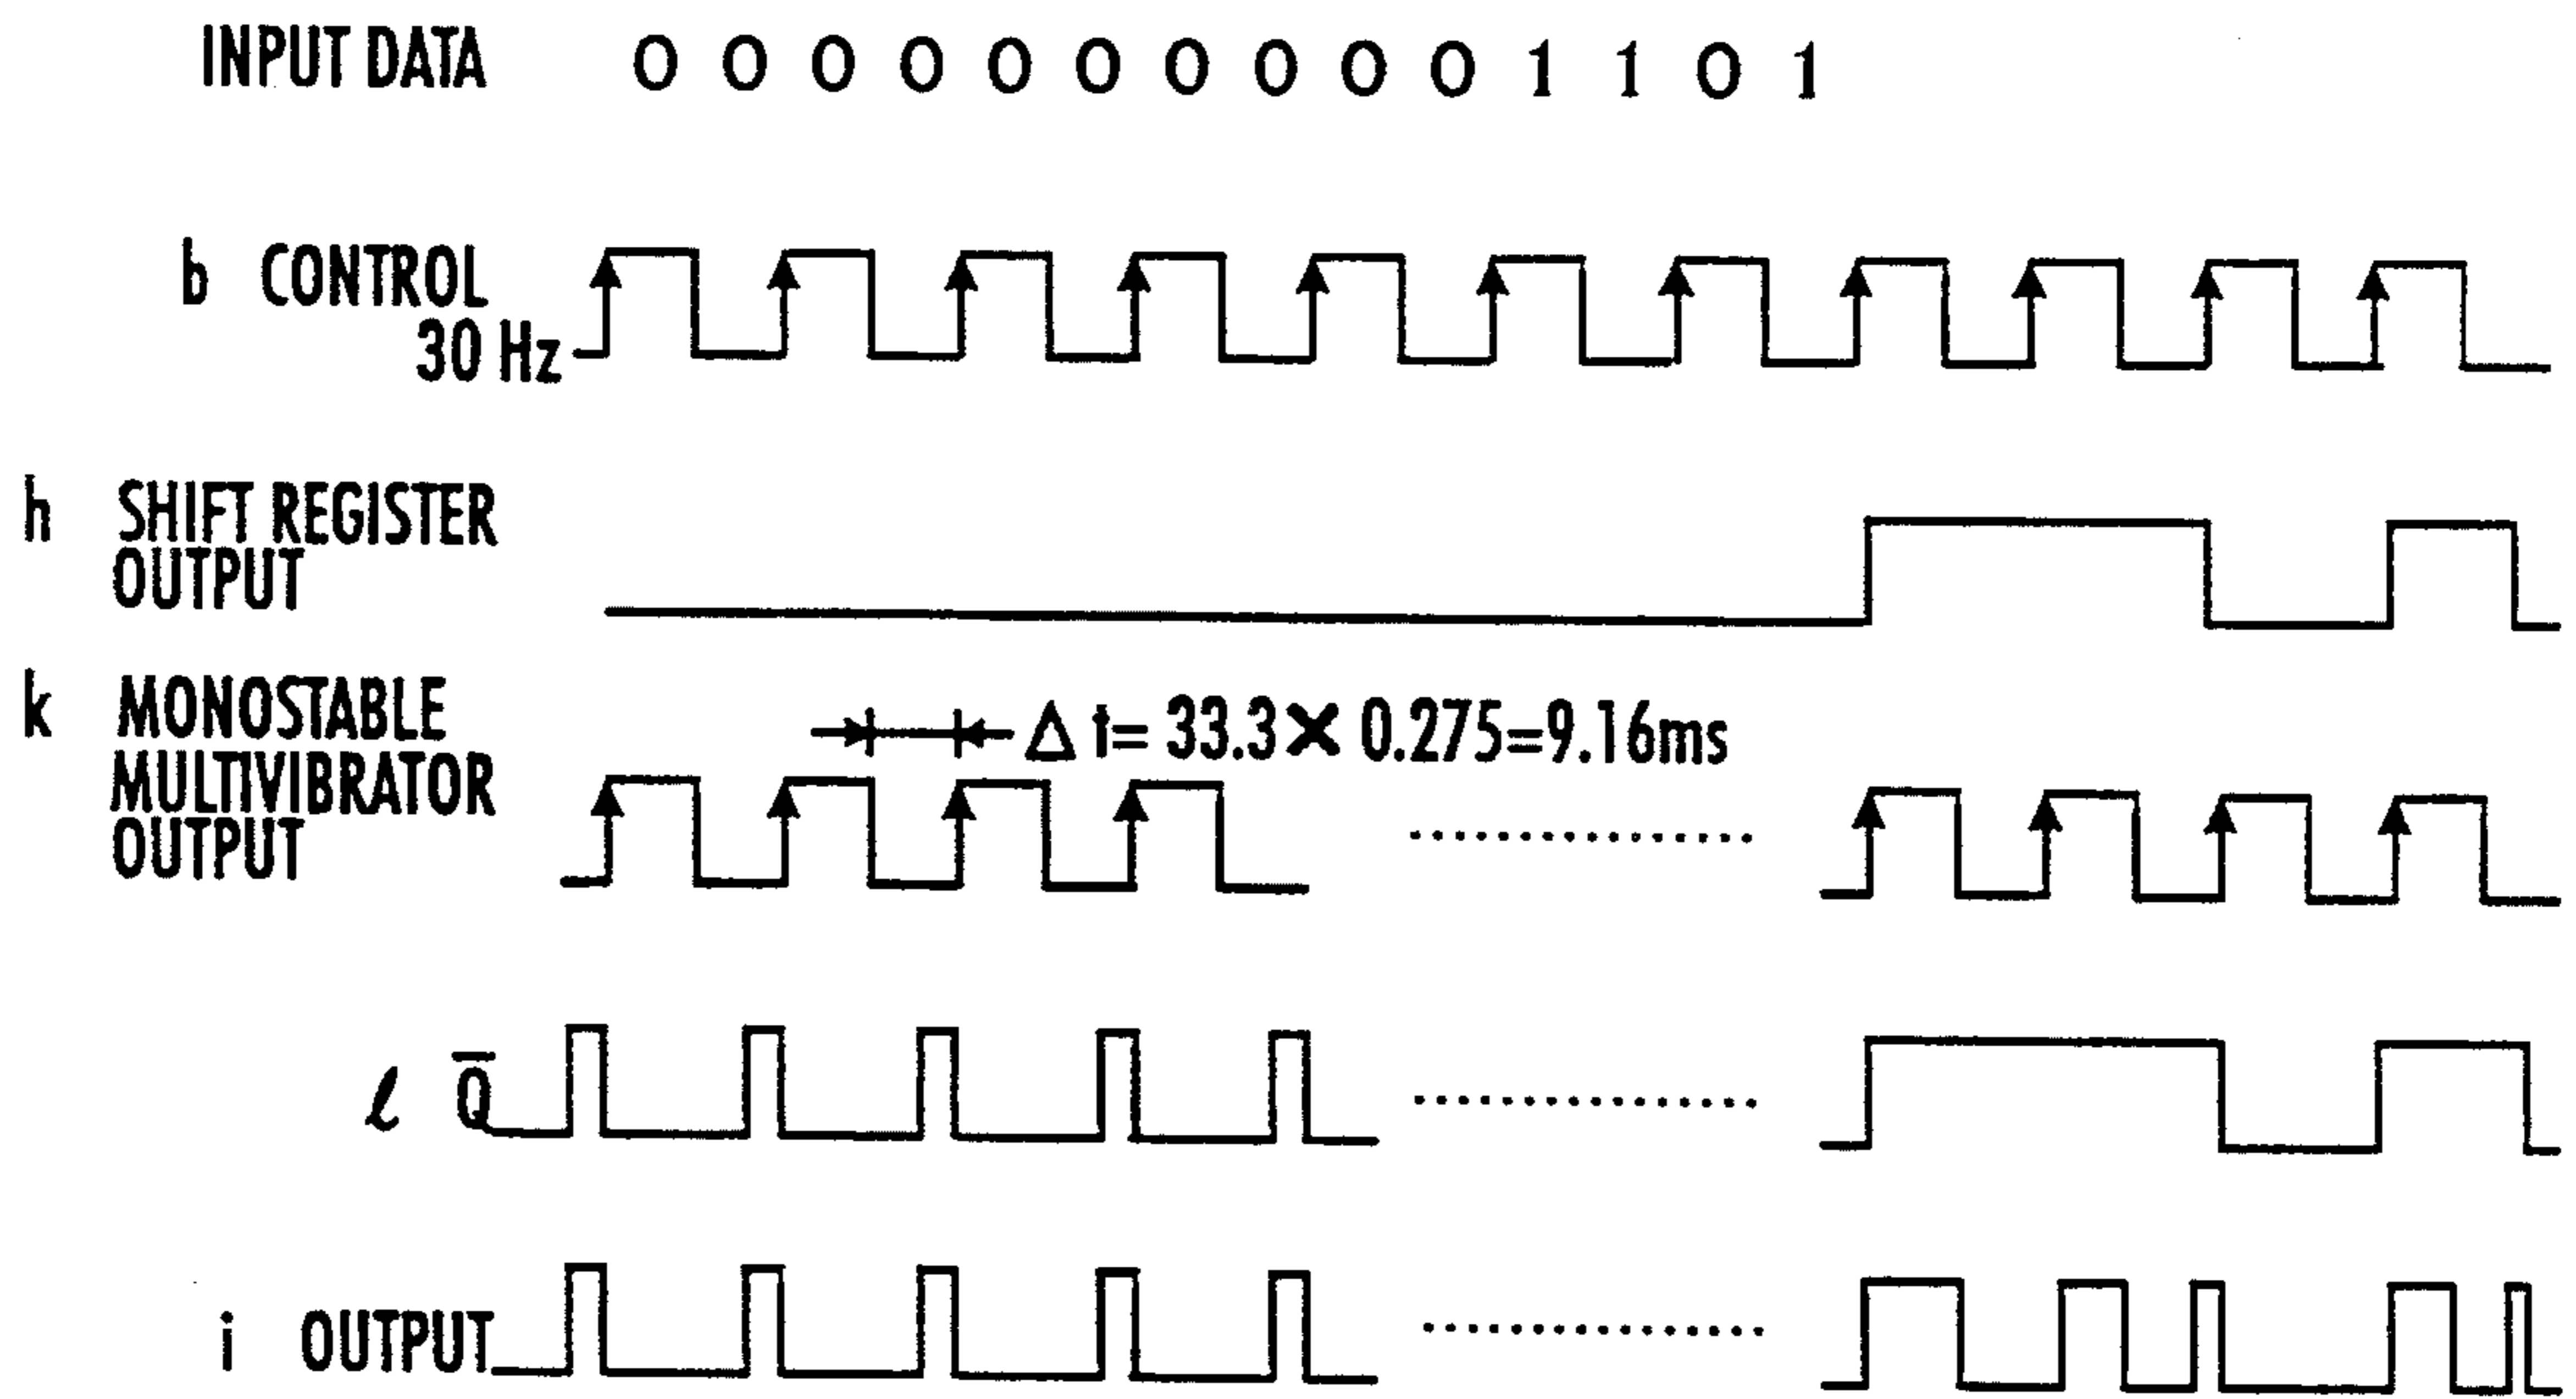 INPUT DATA 0 0 0 0 0 0 0 0 0 0 1 1 0 1
b CONTROL
30 Hz
h SHIFT REGISTER
OUTPUT
k MONOSTABLE
MULTIVIBRATOR
OUTPUT
Δ t= 33.3 × 0.275=9.16ms
ℓ Q̅
i OUTPUT